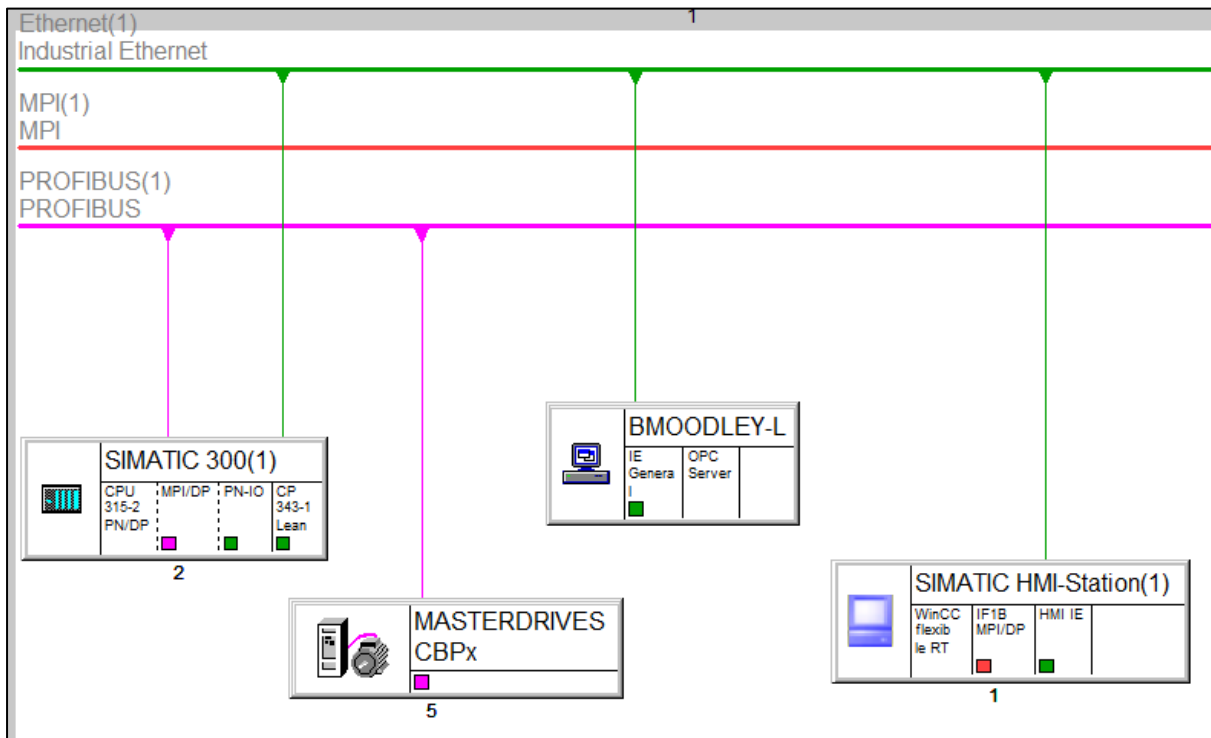 Ethernet(1)
1
Industrial Ethernet
MPI(1)
MPI
PROFIBUS(1)
PROFIBUS
SIMATIC 300(1)
CPU
315-2
PN/DP
MPI/DP
PN-IO
CP
343-1
Lean
2
BMOODLEY-L
IE
Genera
l
OPC
Server
MASTERDRIVES
CBPx
5
SIMATIC HMI-Station(1)
WinCC
flexib
le RT
IF1B
MPI/DP
HMI IE
1